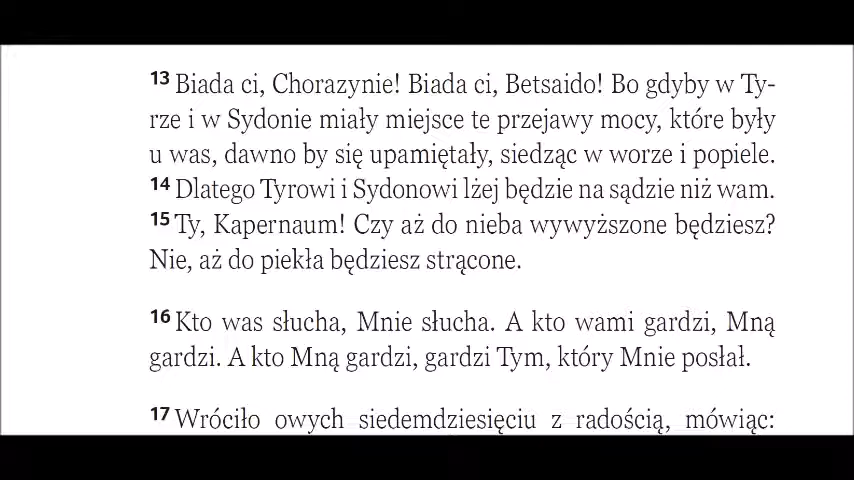 13 Biada ci, Chorazynie! Biada ci, Betsaido! Bo gdyby w Ty-
rze i w Sydonie miały miejsce te przejawy mocy, które były
u was, dawno by się upamiętały, siedząc w worze i popiele.
14 Dlatego Tyrowi i Sydonowi lżej będzie na sądzie niż wam.
15 Ty, Kapernaum! Czy aż do nieba wywyższone będziesz?
Nie, aż do piekła będziesz strącone.
16 Kto was słucha, Mnie słucha. A kto wami gardzi, Mną
gardzi. A kto Mną gardzi, gardzi Tym, który Mnie posłał.
17 Wróciło owych siedemdziesięciu z radością, mówiąc: